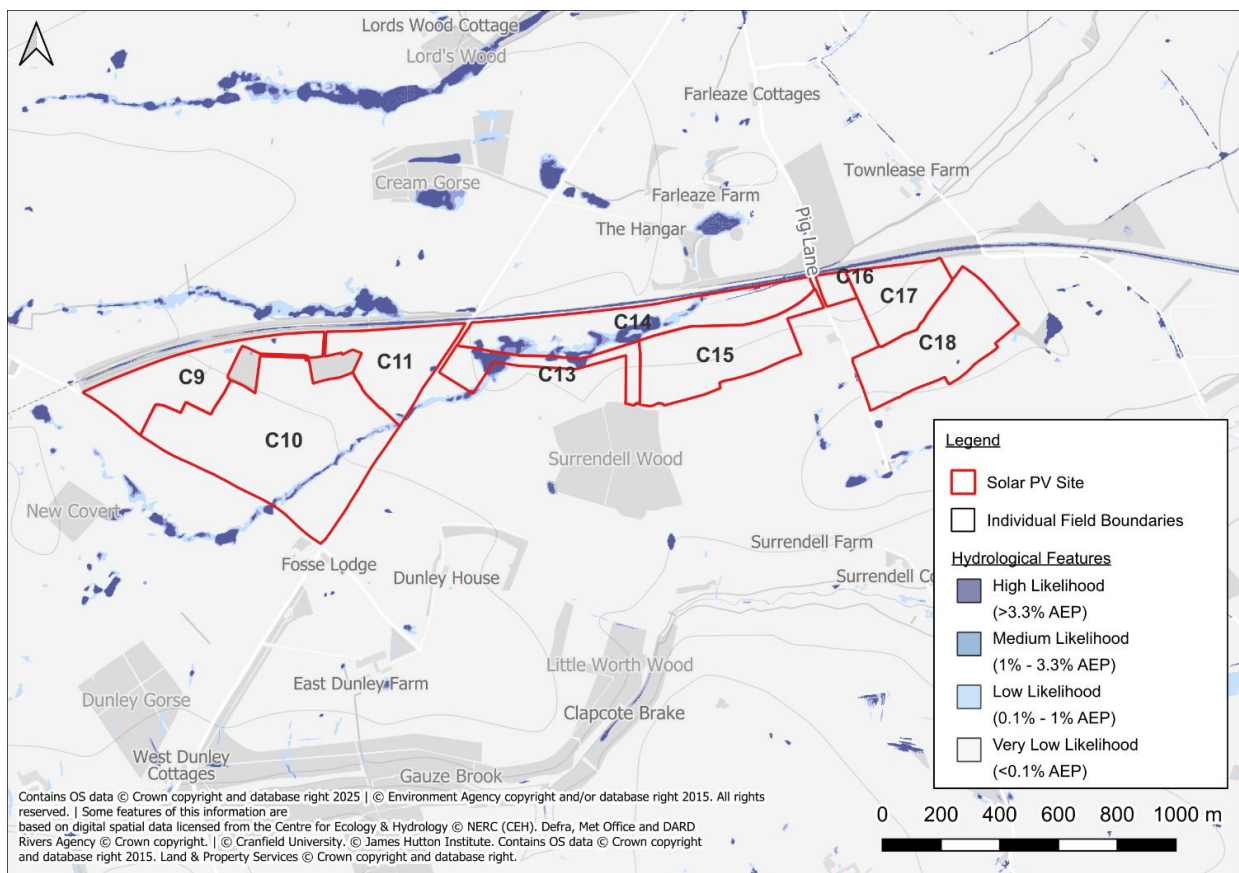 Lords Wood Cottage
Lord's Wood
Farleaze Cottages
Townlease Farm
Cream Gorse
Farleaze Farm
The Hangar
Pig Lane
C16
C17
C14
C18
C15
C11
C9
C13
C10
Surrendell Wood
New Covert
Fosse Lodge
Dunley House
Surrendell Farm
Surrendell Co
Little Worth Wood
East Dunley Farm
Dunley Gorse
Clapcote Brake
West Dunley
Cottages
Gauze Brook
Legend
Solar PV Site
Individual Field Boundaries
Hydrological Features
High Likelihood
(>3.3% AEP)
Medium Likelihood
(1% - 3.3% AEP)
Low Likelihood
(0.1% - 1% AEP)
Very Low Likelihood
(<0.1% AEP)
Contains OS data © Crown copyright and database right 2025 | © Environment Agency copyright and/or database right 2015. All rights
reserved. | Some features of this information are
based on digital spatial data licensed from the Centre for Ecology & Hydrology © NERC (CEH). Defra, Met Office and DARD
Rivers Agency © Crown copyright. | © Cranfield University. © James Hutton Institute. Contains OS data © Crown copyright
and database right 2015. Land & Property Services © Crown copyright and database right.
0 200 400 600 800 1000 m